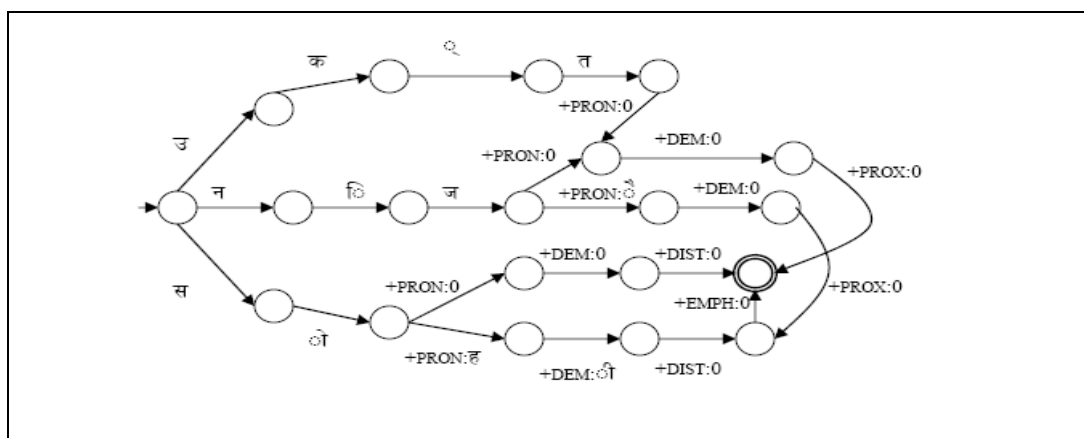 क ् त
+PRON:0
उ +PRON:0 +DEM:0 +PROX:0
न ि ज +PRON:ै +DEM:0
स +PRON:0 +DEM:0 +DIST:0 +PROX:0
+EMPH:0
ो +PRON:ह +DEM:ी +DIST:0